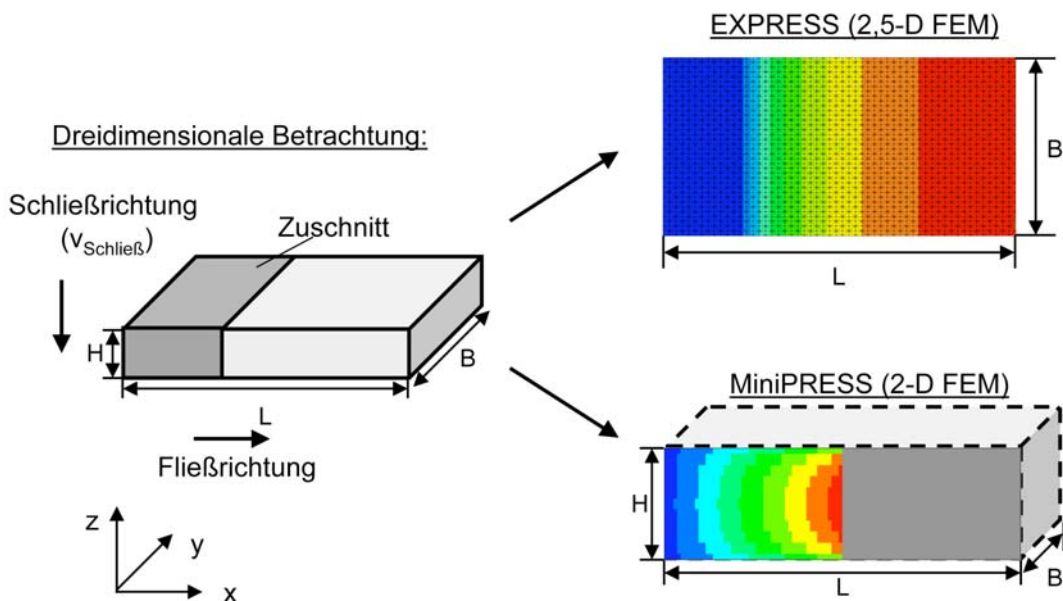 EXPRESS (2,5-D FEM)
B
L
Dreidimensionale Betrachtung:
Schließrichtung
(vSchließ)
Zuschnitt
H
B
L
Fließrichtung
z
y
x
MiniPRESS (2-D FEM)
H
L
B